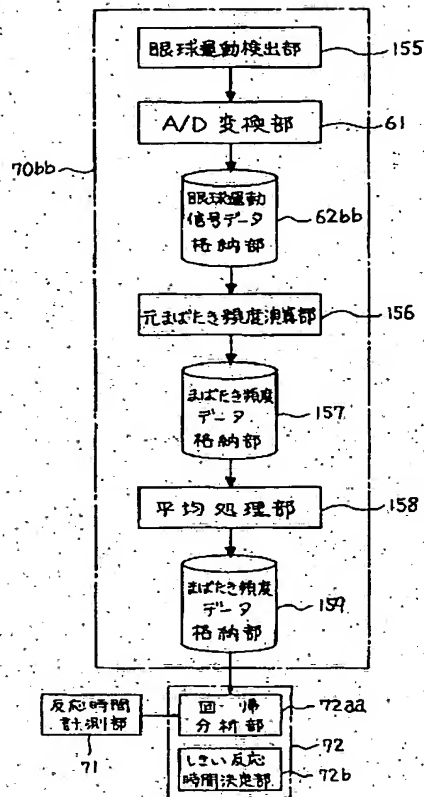 眼球運動検出部
155
A/D 変換部
61
70bb
眼球運動
信号データ
格納部
62bb
元まばたき頻度演算部
156
まばたき頻度
データ
格納部
157
平均処理部
158
まばたき頻度
データ
格納部
159
反応時間
計測部
71
回帰
分析部
72aa
72
しきい反応
時間決定部
72b